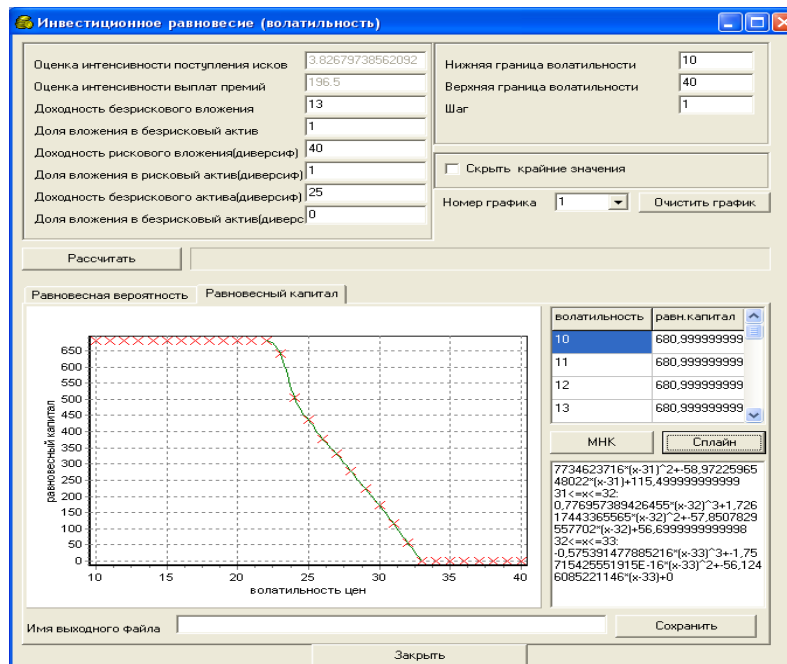 Инвестиционное равновесие (волатильность)
Оценка интенсивности поступления исков 3.82679738562092
Оценка интенсивности выплат премий 196.5
Доходность безрискового вложения 13
Доля вложения в безрисковый актив 1
Доходность рискового вложения(диверсиф) 40
Доля вложения в рисковый актив(диверсиф) 1
Доходность безрискового актива(диверсиф) 25
Доля вложения в безрисковый актив(диверс 0
Нижняя граница волатильности 10
Верхняя граница волатильности 40
Шаг 1
Скрыть крайние значения
Номер графика 1 Очистить график
Рассчитать
Равновесная вероятность Равновесный капитал
650
600
550
500
450
400
350
300
250
200
150
100
50
0
равновесный капитал
10 15 20 25 30 35 40
волатильность цен
волатильность равн.капитал
10 680,999999999
11 680,999999999
12 680,999999999
13 680,999999999
МНК Сплайн
7734623716*(x-31)^2+-58,97225965
48022*(x-31)+115,499999999999
31<=x<=32:
0,776957389426455*(x-32)^3+1,726
17443365565*(x-32)^2+-57,8507829
557702*(x-32)+56,6999999999998
32<=x<=33:
-0,575391477885216*(x-33)^3+-1,75
715425551915E-16*(x-33)^2+-56,124
6085221146*(x-33)+0
Имя выходного файла Сохранить
Закрыть